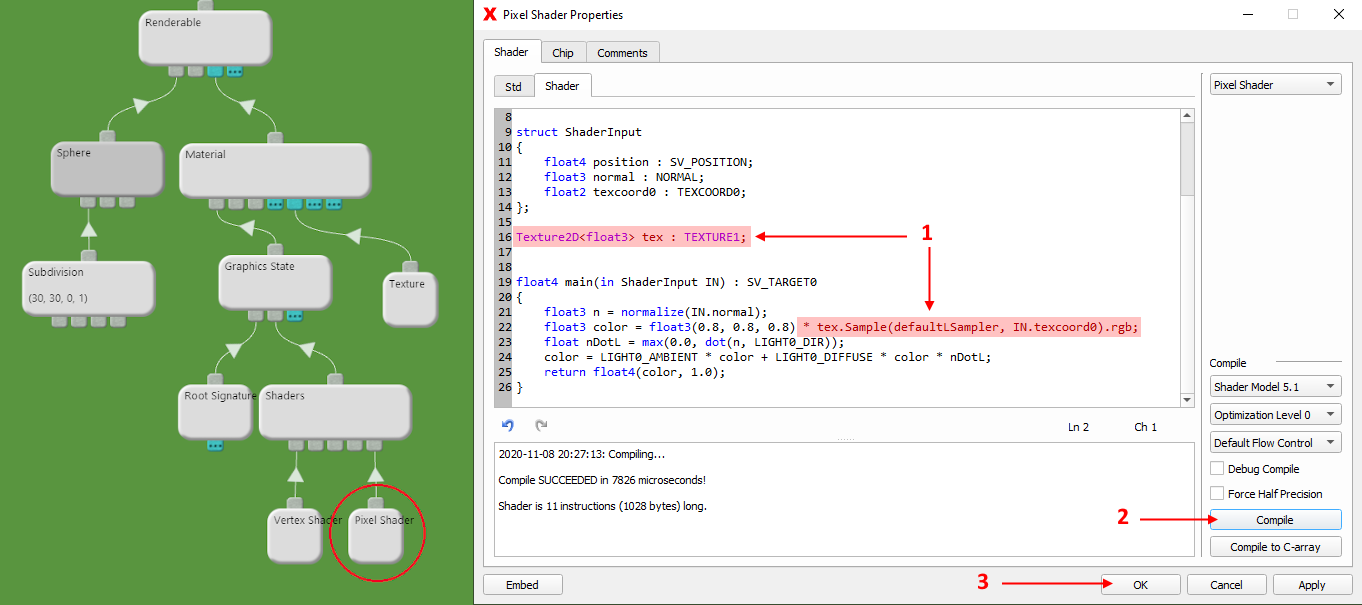 Renderable
Sphere
Material
Subdivision
(30, 30, 0, 1)
Graphics State
Texture
Root Signature
Shaders
Vertex Shader
Pixel Shader
Pixel Shader Properties
Shader
Chip
Comments
Std
Shader
8
9 struct ShaderInput
10 {
11 float4 position : SV_POSITION;
12 float3 normal : NORMAL;
13 float2 texcoord0 : TEXCOORD0;
14 };
15
16 Texture2D<float3> tex : TEXTURE1;
1
17
18
19 float4 main(in ShaderInput IN) : SV_TARGET0
20 {
21 float3 n = normalize(IN.normal);
22 float3 color = float3(0.8, 0.8, 0.8) * tex.Sample(defaultLSampler, IN.texcoord0).rgb;
23 float nDotL = max(0.0, dot(n, LIGHT0_DIR));
24 color = LIGHT0_AMBIENT * color + LIGHT0_DIFFUSE * color * nDotL;
25 return float4(color, 1.0);
26 }
Ln 2
Ch 1
2020-11-08 20:27:13: Compiling...
Compile SUCCEEDED in 7826 microseconds!
Shader is 11 instructions (1028 bytes) long.
Pixel Shader
Compile
Shader Model 5.1
Optimization Level 0
Default Flow Control
Debug Compile
Force Half Precision
2
Compile
Compile to C-array
Embed
3
OK
Cancel
Apply